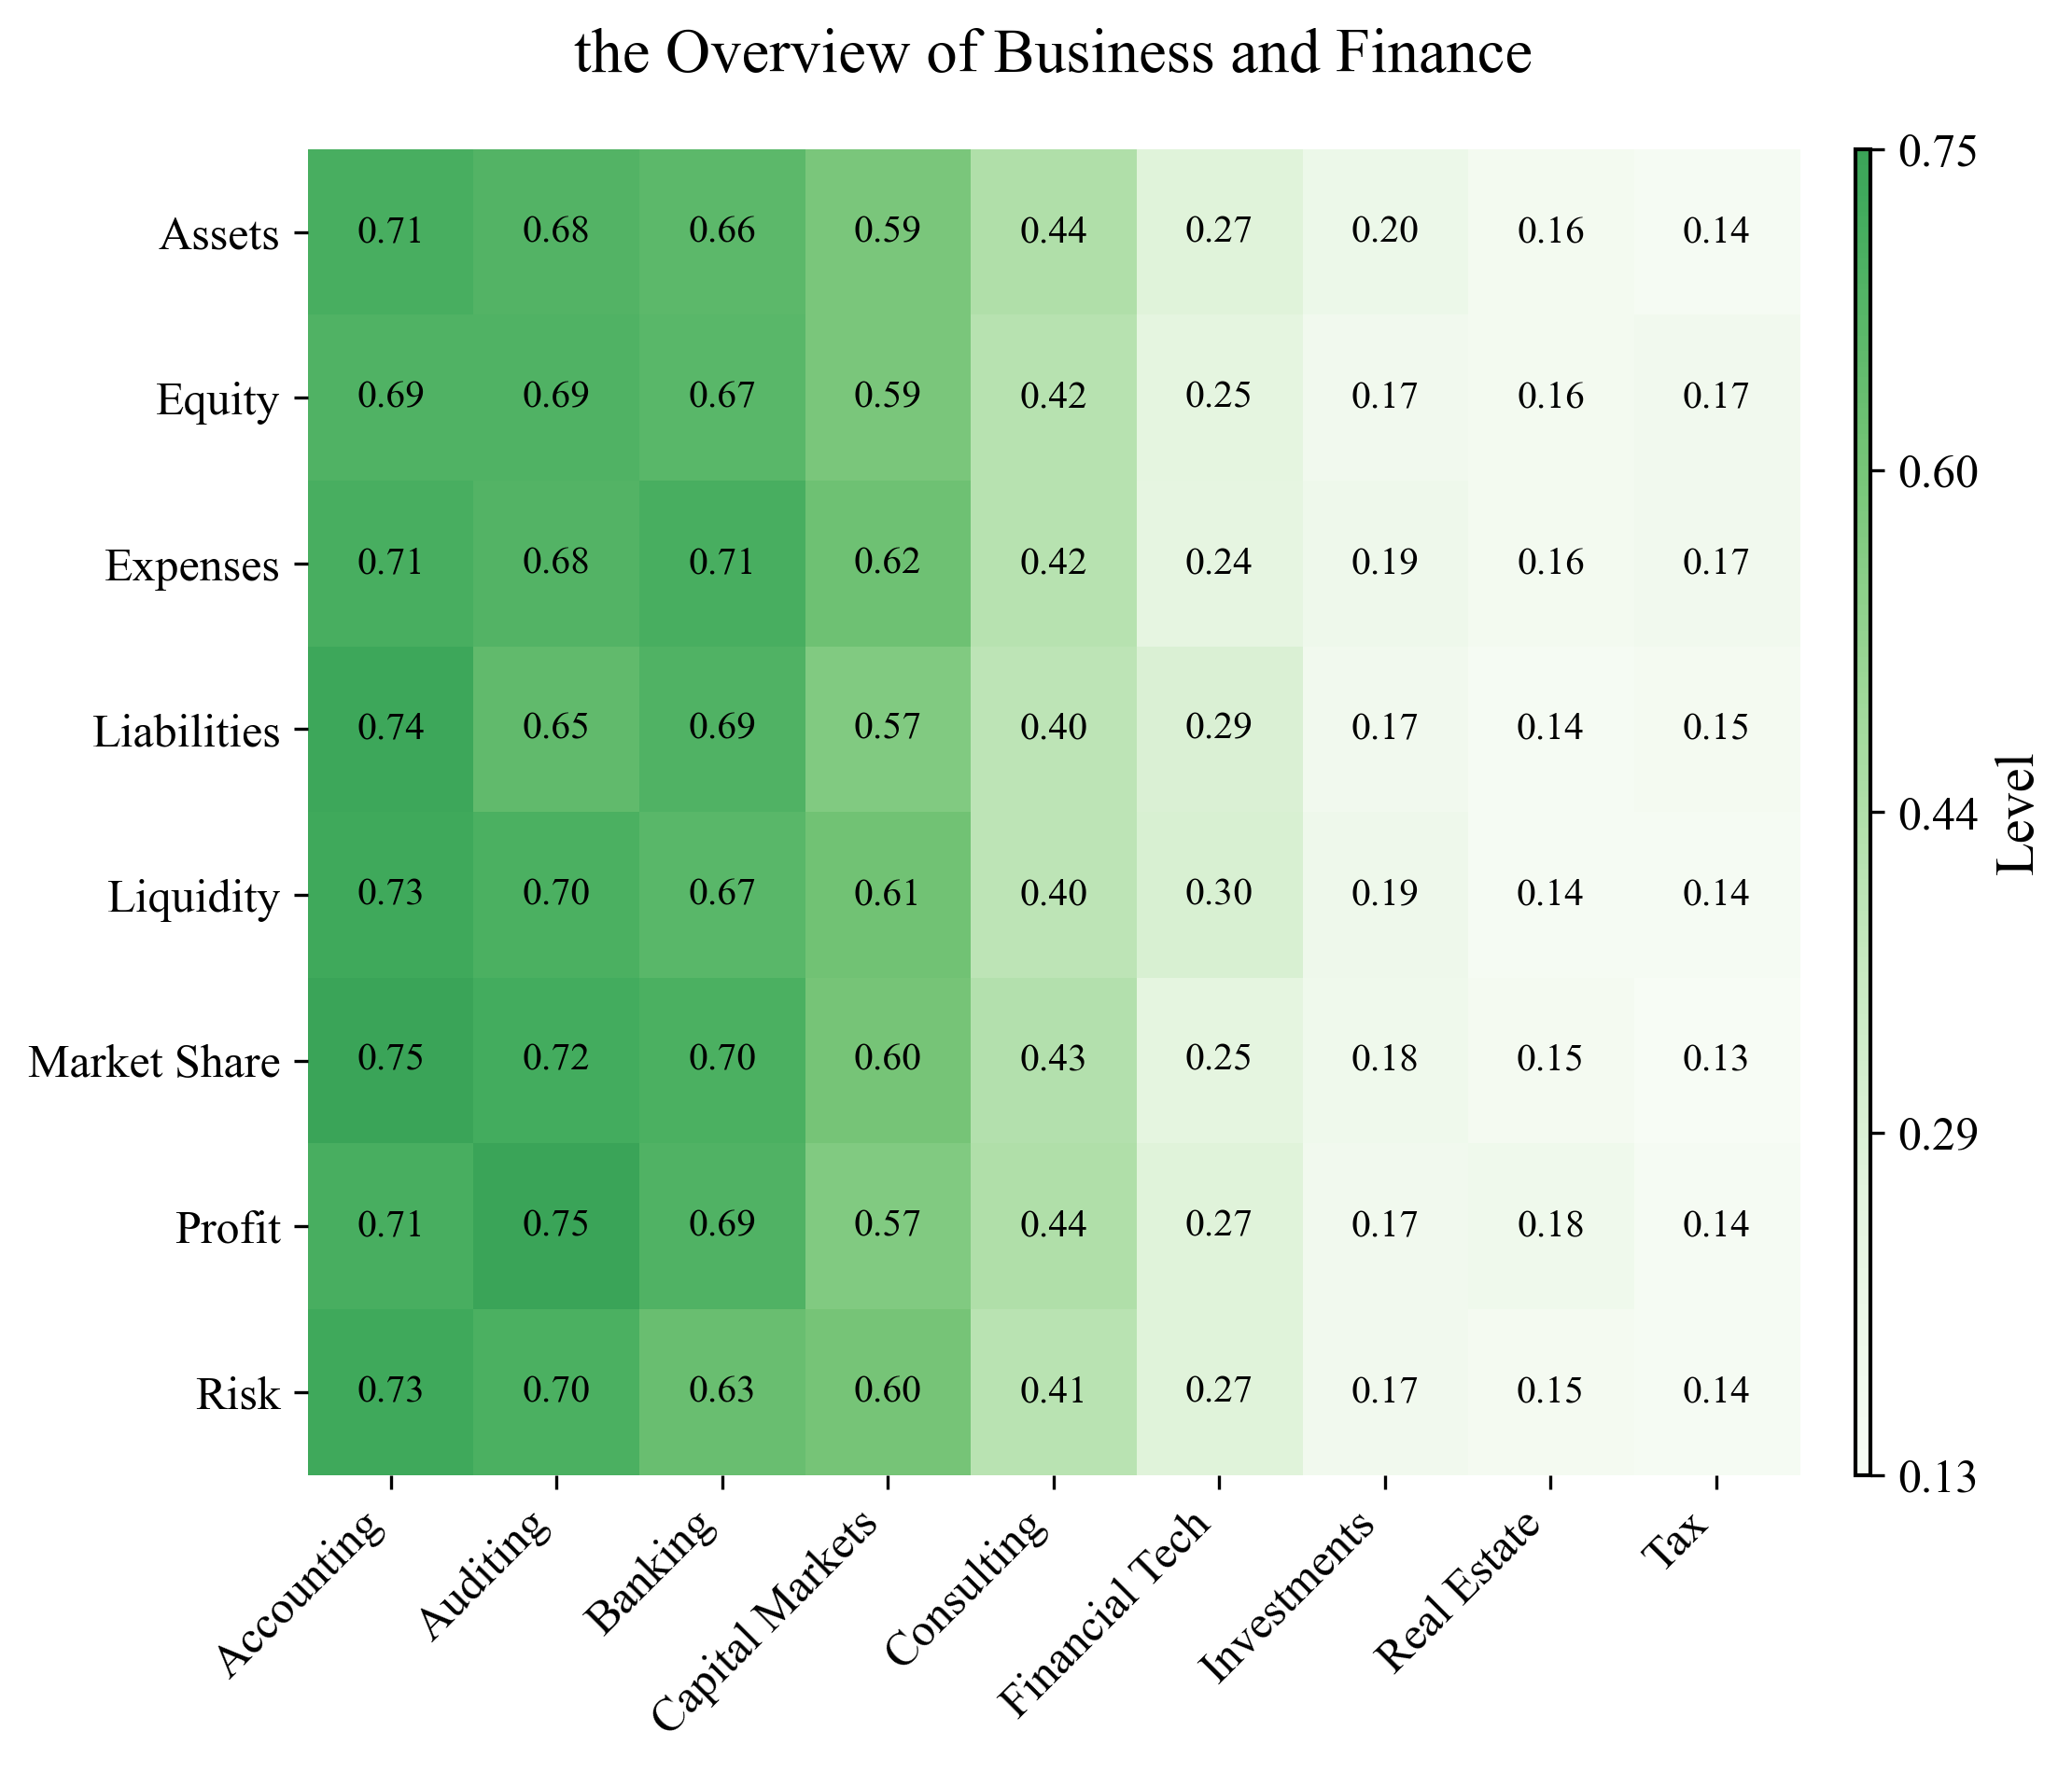 the Overview of Business and Finance
Assets 0.71 0.68 0.66 0.59 0.44 0.27 0.20 0.16 0.14
Equity 0.69 0.69 0.67 0.59 0.42 0.25 0.17 0.16 0.17
Expenses 0.71 0.68 0.71 0.62 0.42 0.24 0.19 0.16 0.17
Liabilities 0.74 0.65 0.69 0.57 0.40 0.29 0.17 0.14 0.15
Liquidity 0.73 0.70 0.67 0.61 0.40 0.30 0.19 0.14 0.14
Market Share 0.75 0.72 0.70 0.60 0.43 0.25 0.18 0.15 0.13
Profit 0.71 0.75 0.69 0.57 0.44 0.27 0.17 0.18 0.14
Risk 0.73 0.70 0.63 0.60 0.41 0.27 0.17 0.15 0.14
Accounting
Auditing
Banking
Capital Markets
Consulting
Financial Tech
Investments
Real Estate
Tax
0.75
0.60
0.44
0.29
0.13
Level